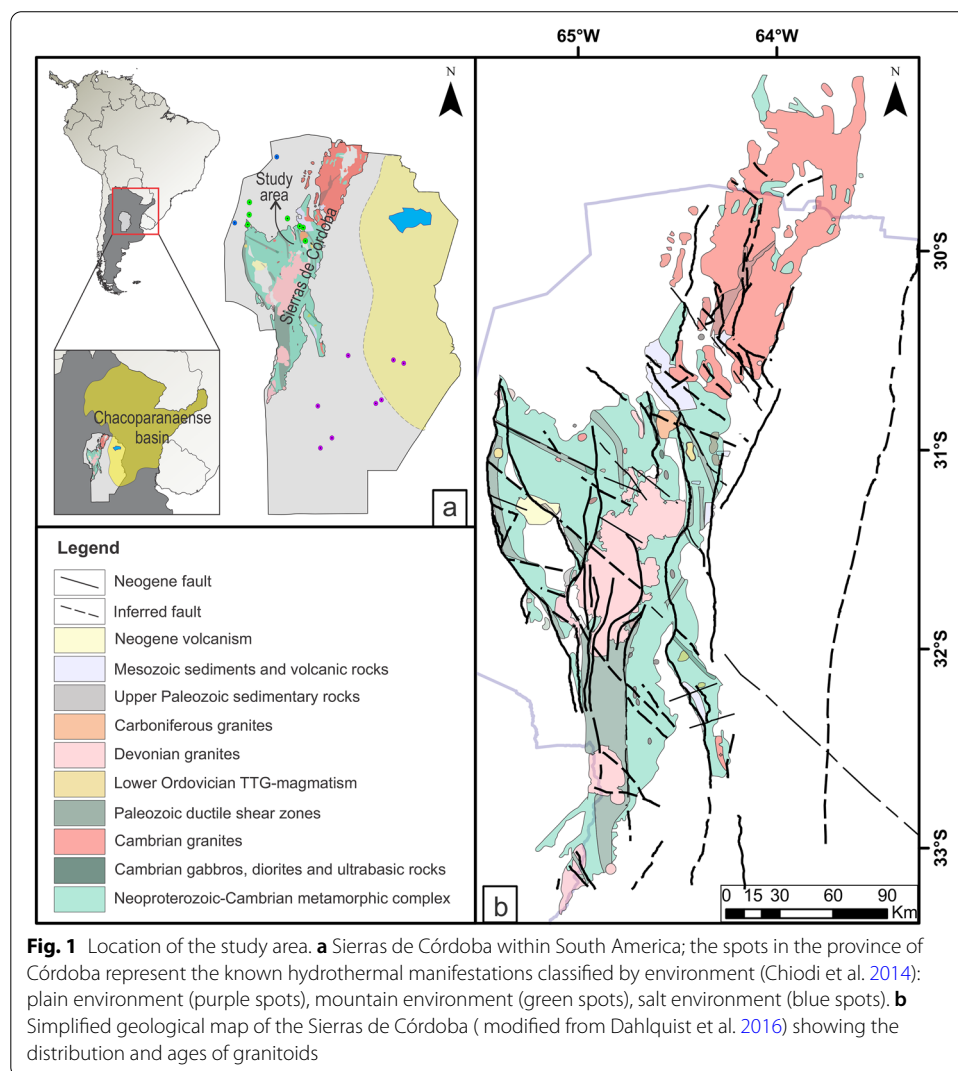 65°W
64°W
N
N
Study
area
Sierras de Córdoba
30°S
Chacoparanaense
basin
a
31°S
Legend
Neogene fault
Inferred fault
Neogene volcanism
Mesozoic sediments and volcanic rocks
Upper Paleozoic sedimentary rocks
Carboniferous granites
Devonian granites
Lower Ordovician TTG-magmatism
Paleozoic ductile shear zones
Cambrian granites
Cambrian gabbros, diorites and ultrabasic rocks
Neoproterozoic-Cambrian metamorphic complex
32°S
33°S
b
0 15 30 60 90
Km
Fig. 1 Location of the study area. a Sierras de Córdoba within South America; the spots in the province of
Córdoba represent the known hydrothermal manifestations classified by environment (Chiodi et al. 2014):
plain environment (purple spots), mountain environment (green spots), salt environment (blue spots). b
Simplified geological map of the Sierras de Córdoba ( modified from Dahlquist et al. 2016) showing the
distribution and ages of granitoids